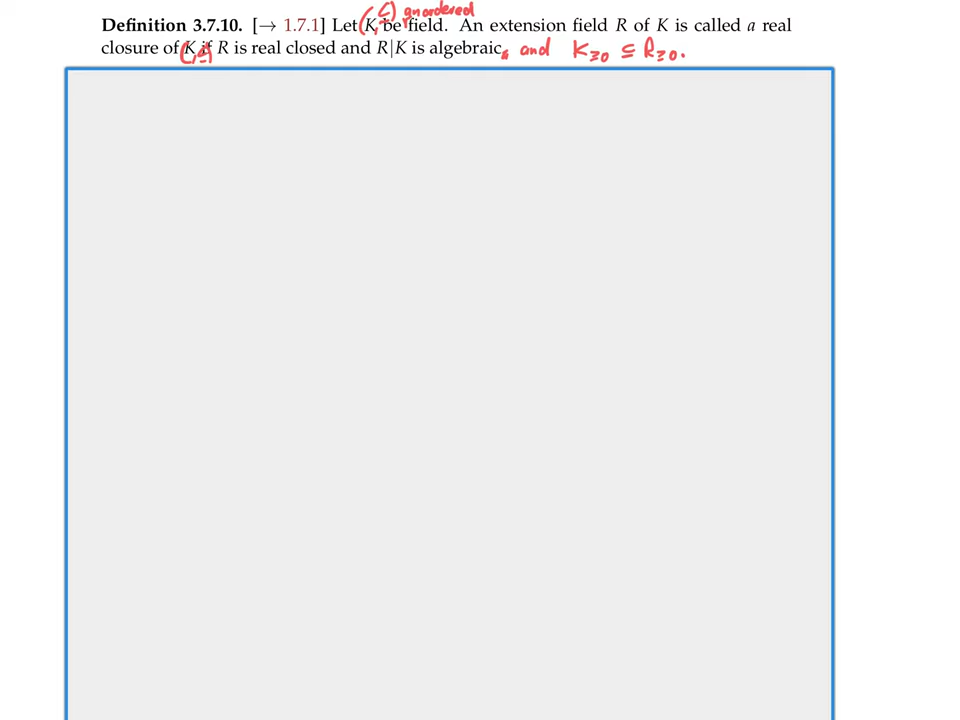 Definition 3.7.10. [→ 1.7.1] Let (K, ≤) be an ordered field. An extension field R of K is called a real
closure of (K, ≤) if R is real closed and R|K is algebraic, and K≥0 ⊆ R≥0.